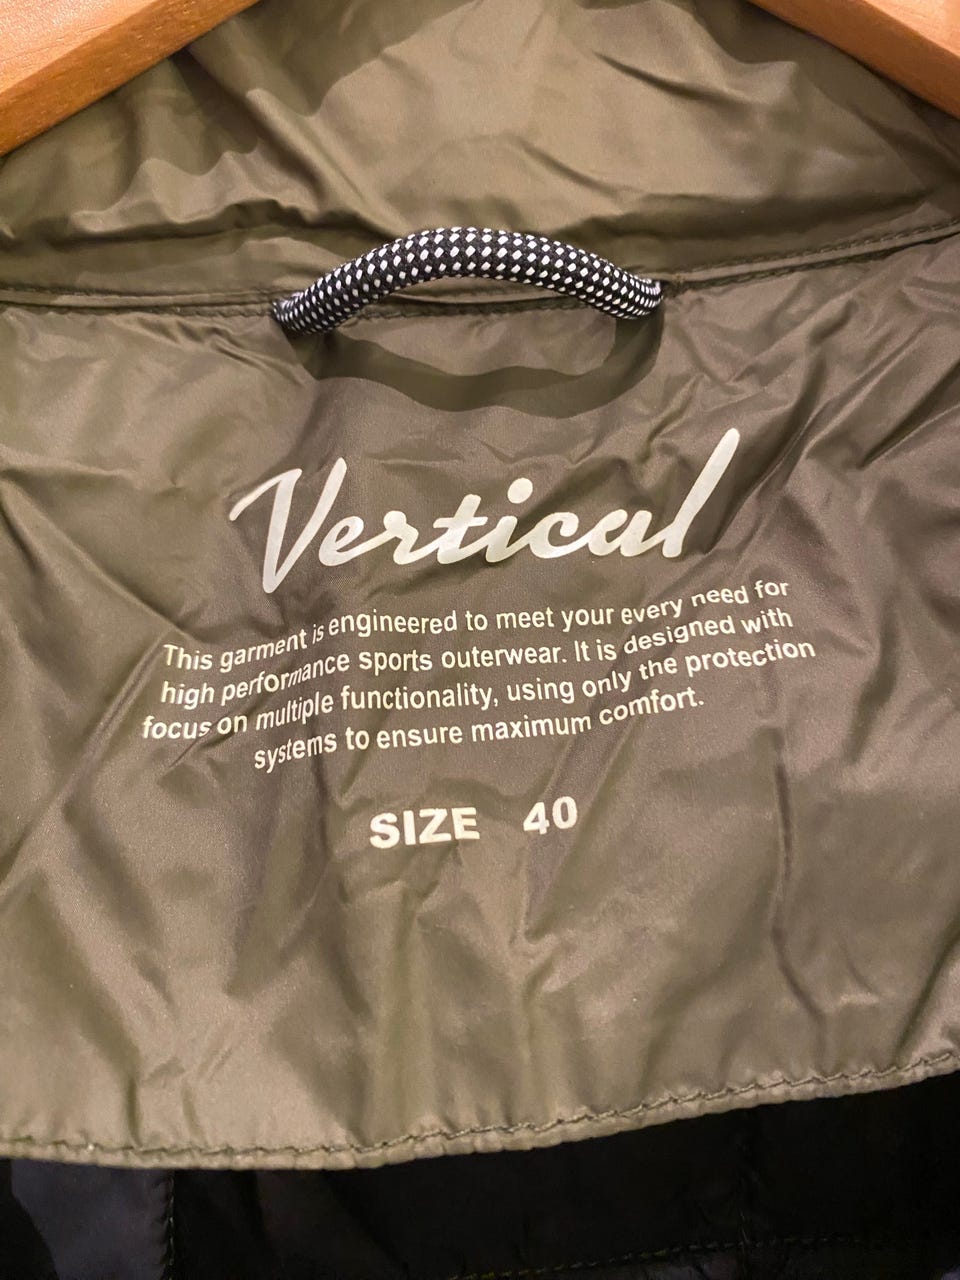 Vertical
This garment is engineered to meet your every need for
high performance sports outerwear. It is designed with
focus on multiple functionality, using only the protection
systems to ensure maximum comfort.
SIZE 40